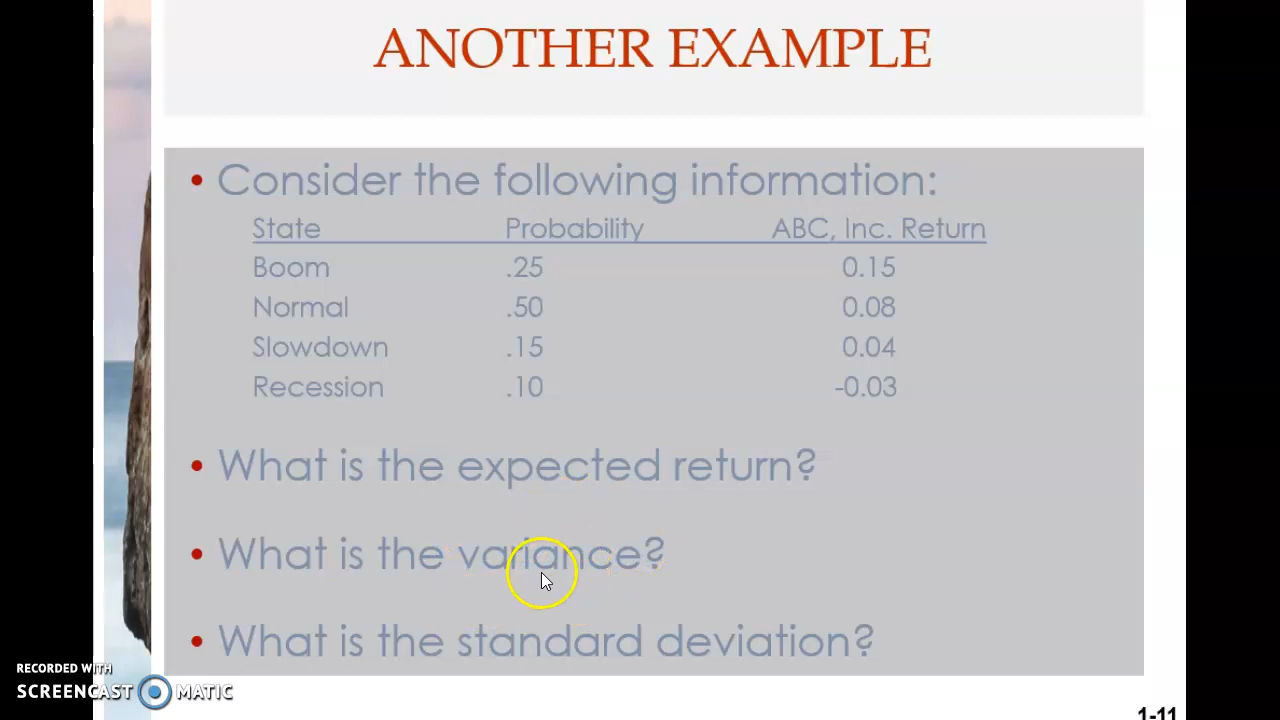 ANOTHER EXAMPLE
• Consider the following information:
State Probability ABC, Inc. Return
Boom .25 0.15
Normal .50 0.08
Slowdown .15 0.04
Recession .10 -0.03
• What is the expected return?
• What is the variance?
• What is the standard deviation?
RECORDED WITH
SCREENCAST MATIC
1-11